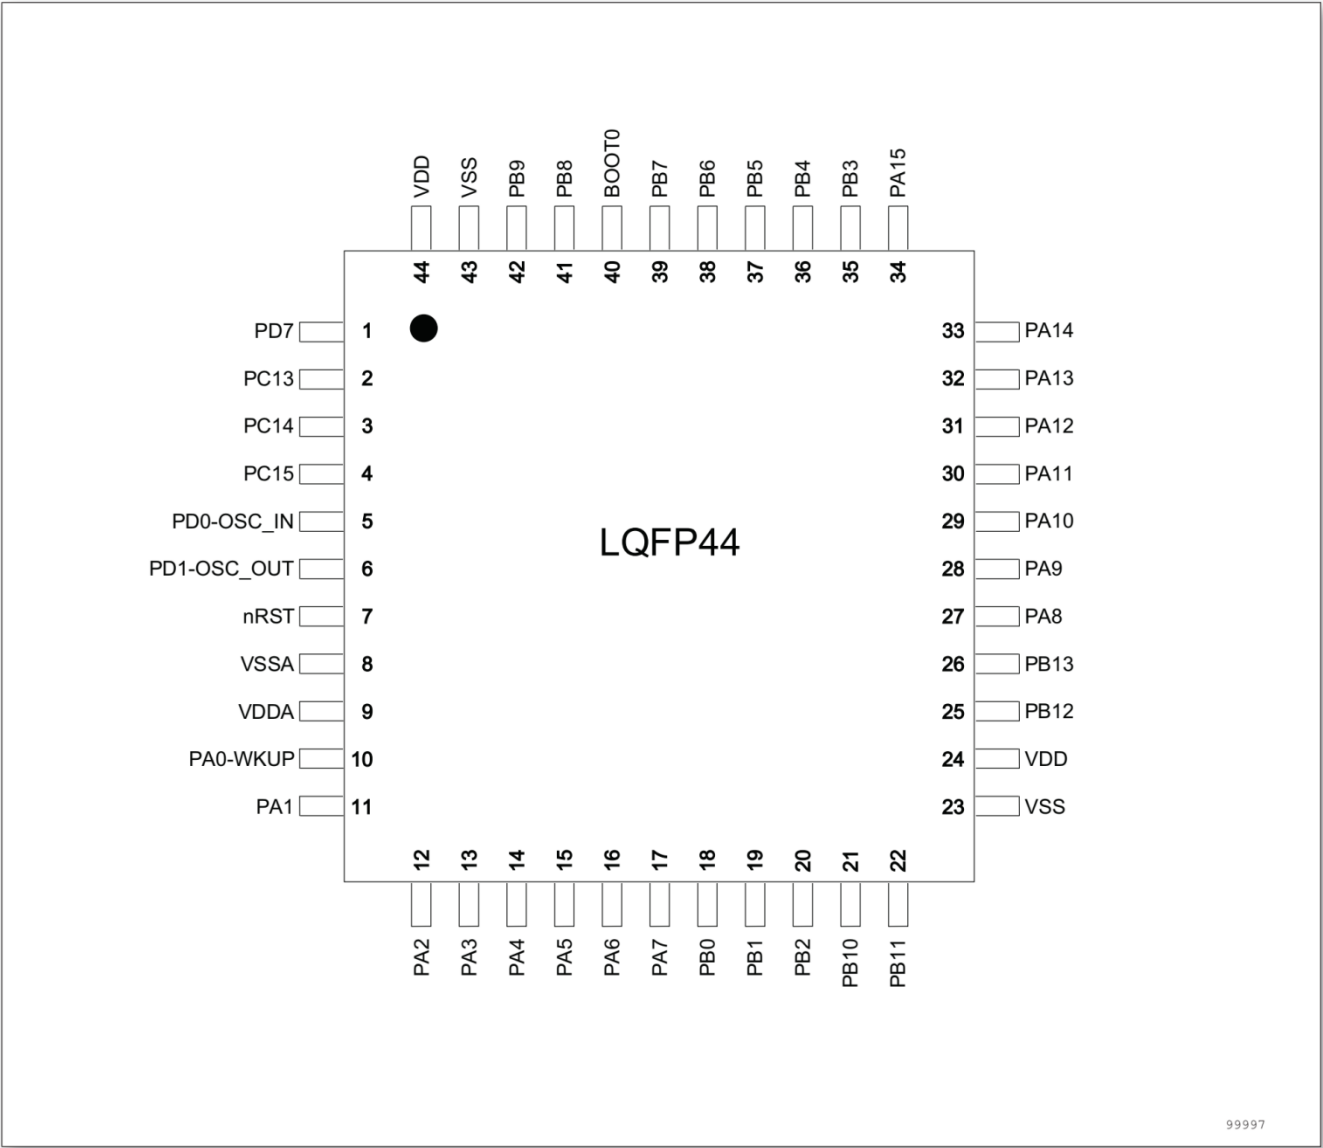 VDD VSS PB9 PB8 BOOT0 PB7 PB6 PB5 PB4 PB3 PA15
44 43 42 41 40 39 38 37 36 35 34
PD7 1 33 PA14
PC13 2 32 PA13
PC14 3 31 PA12
PC15 4 30 PA11
PD0-OSC_IN 5 29 PA10
LQFP44
PD1-OSC_OUT 6 28 PA9
nRST 7 27 PA8
VSSA 8 26 PB13
VDDA 9 25 PB12
PA0-WKUP 10 24 VDD
PA1 11 23 VSS
12 13 14 15 16 17 18 19 20 21 22
PA2 PA3 PA4 PA5 PA6 PA7 PB0 PB1 PB2 PB10 PB11
99997